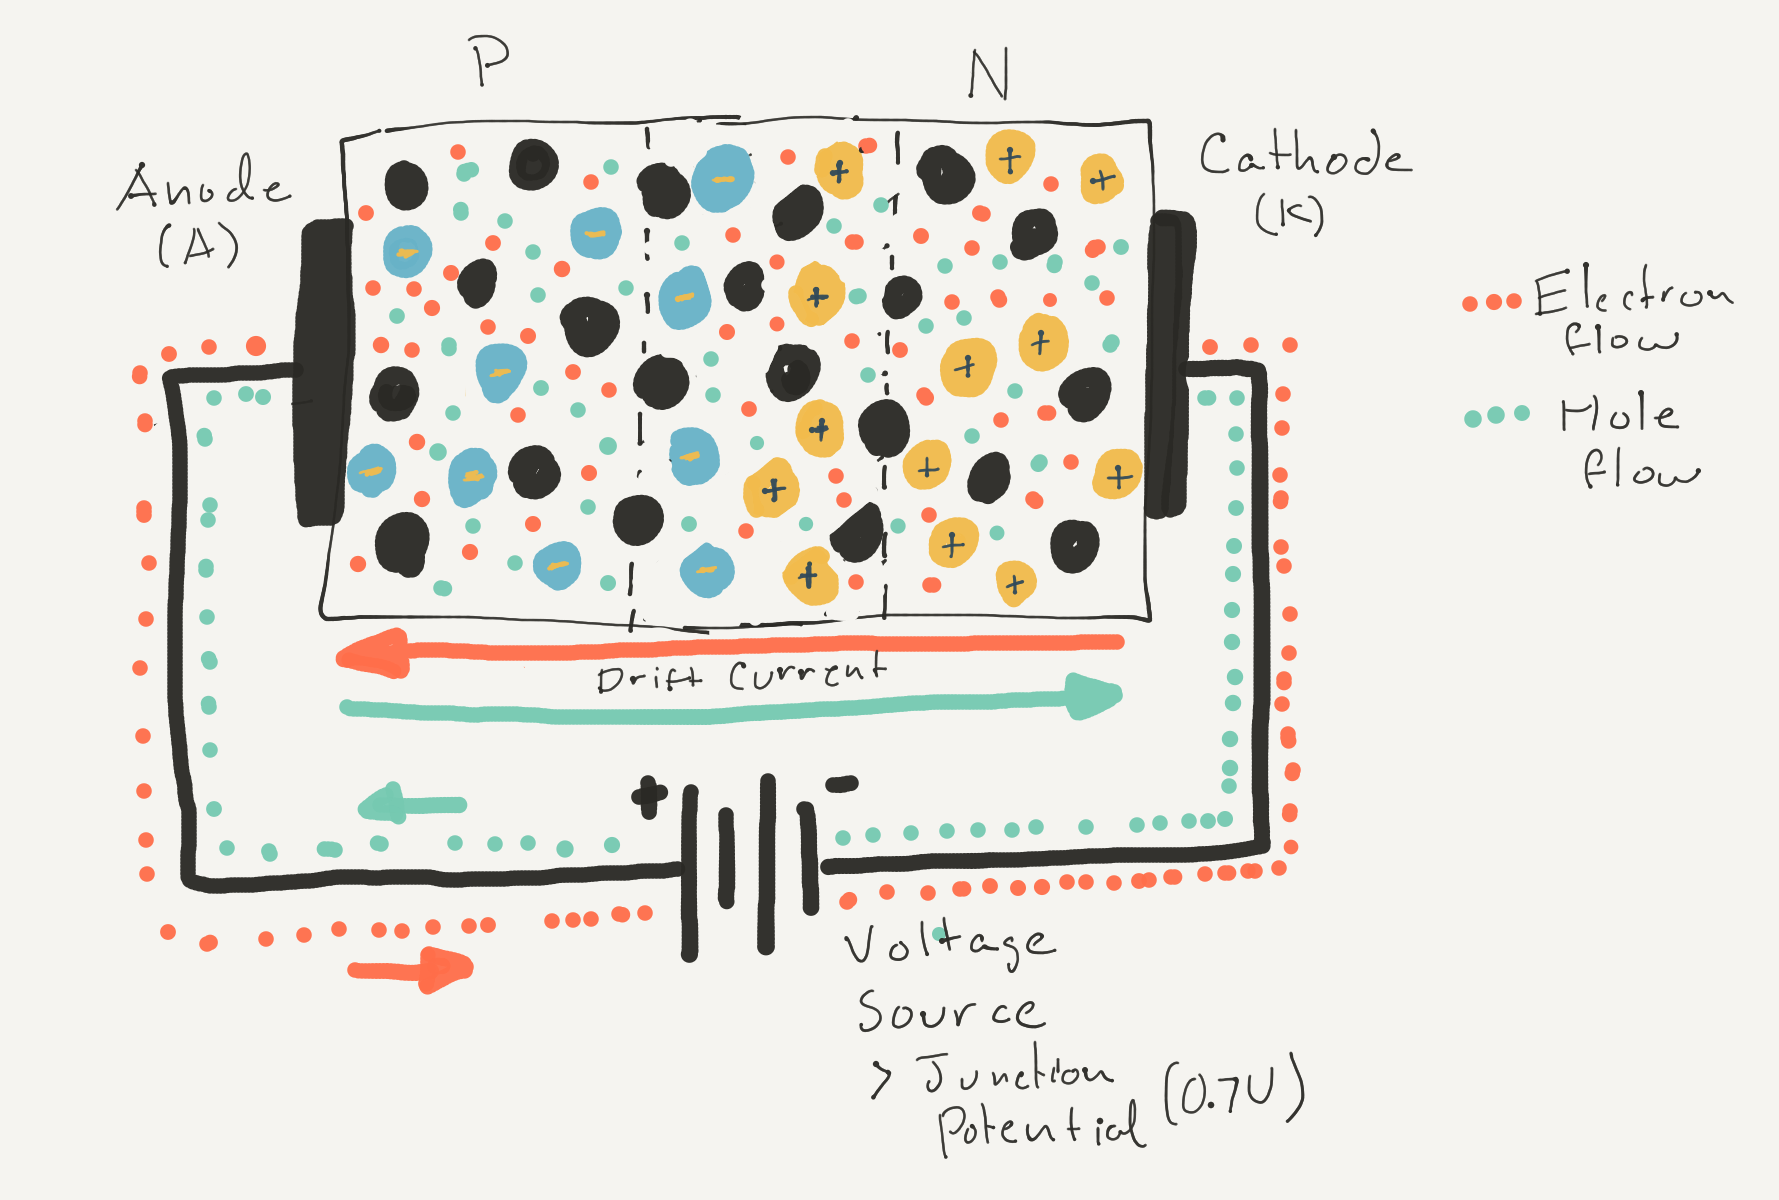 P
N
Anode
(A)
Cathode
(K)
Electron
flow
Hole
flow
Drift Current
+
-
Voltage
Source
> Junction
Potential (0.7V)